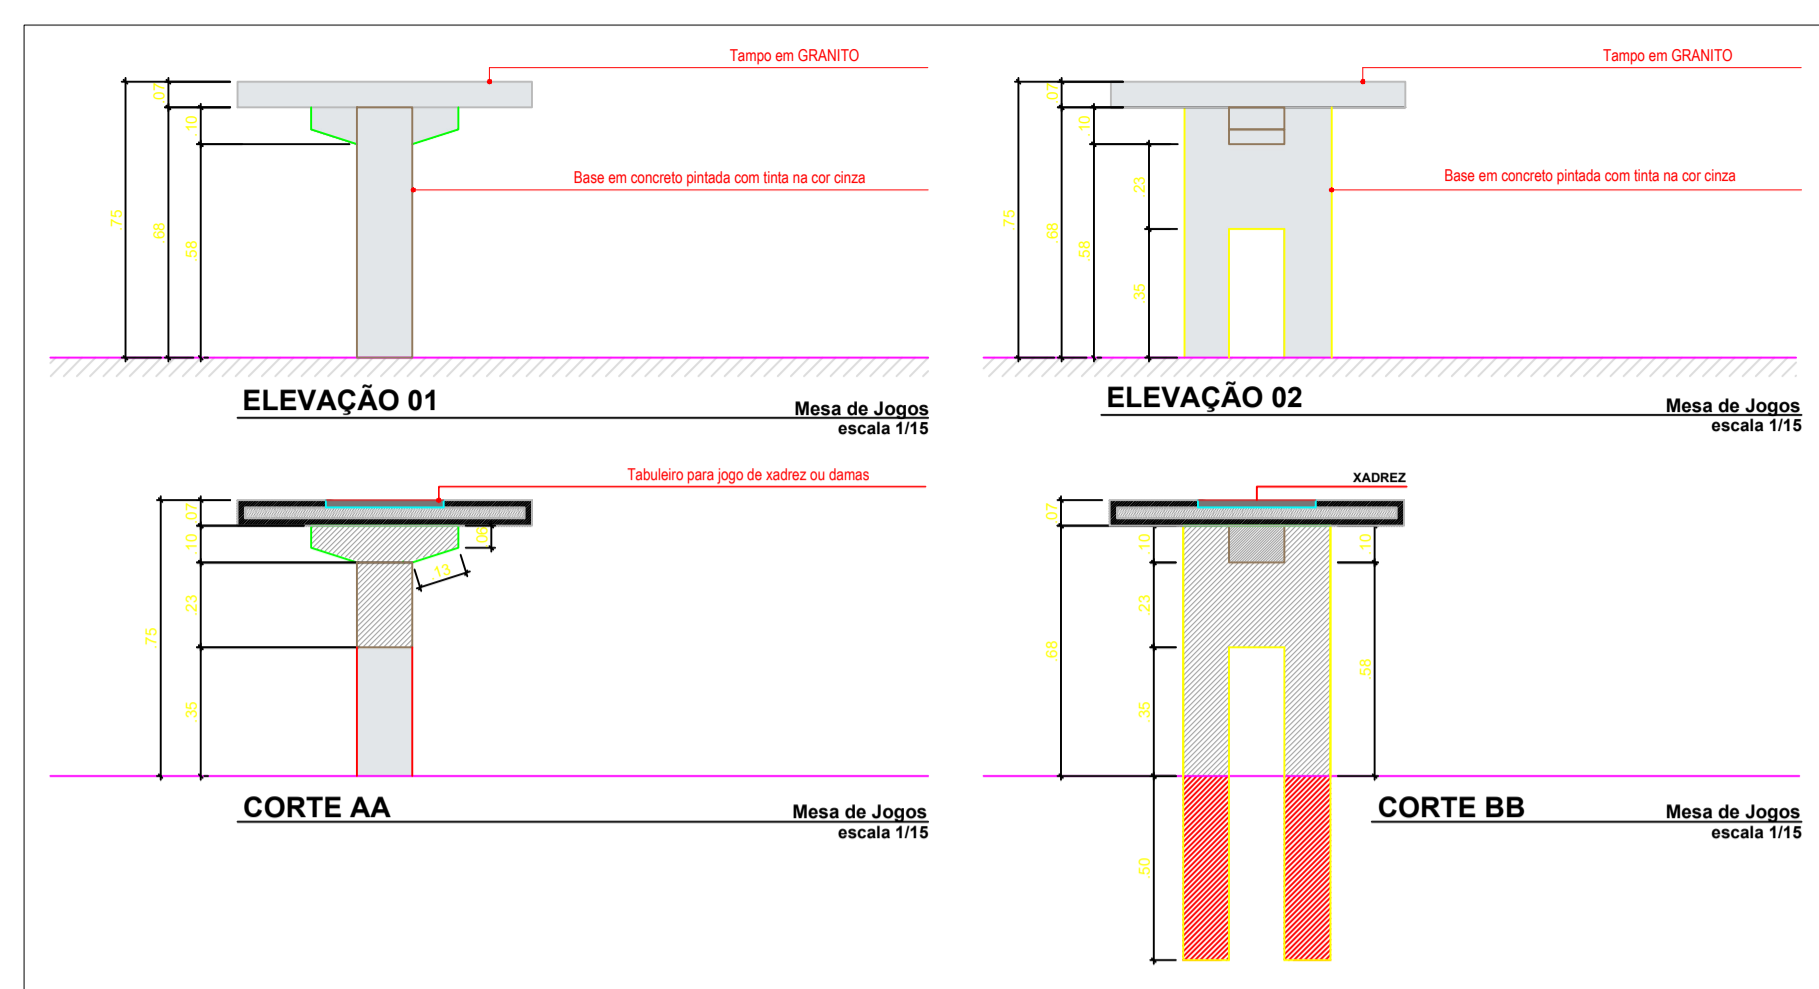 Tampo em GRANITO
.07
.10
.75
.68
.58
Base em concreto pintada com tinta na cor cinza
ELEVAÇÃO 01
Mesa de Jogos
escala 1/15
Tampo em GRANITO
.07
.10
.23
.75
.68
.58
.35
Base em concreto pintada com tinta na cor cinza
ELEVAÇÃO 02
Mesa de Jogos
escala 1/15
Tabuleiro para jogo de xadrez ou damas
.07
.10
.06
.13
.23
.75
.35
CORTE AA
Mesa de Jogos
escala 1/15
XADREZ
.07
.10
.10
.23
.68
.58
.35
.50
CORTE BB
Mesa de Jogos
escala 1/15